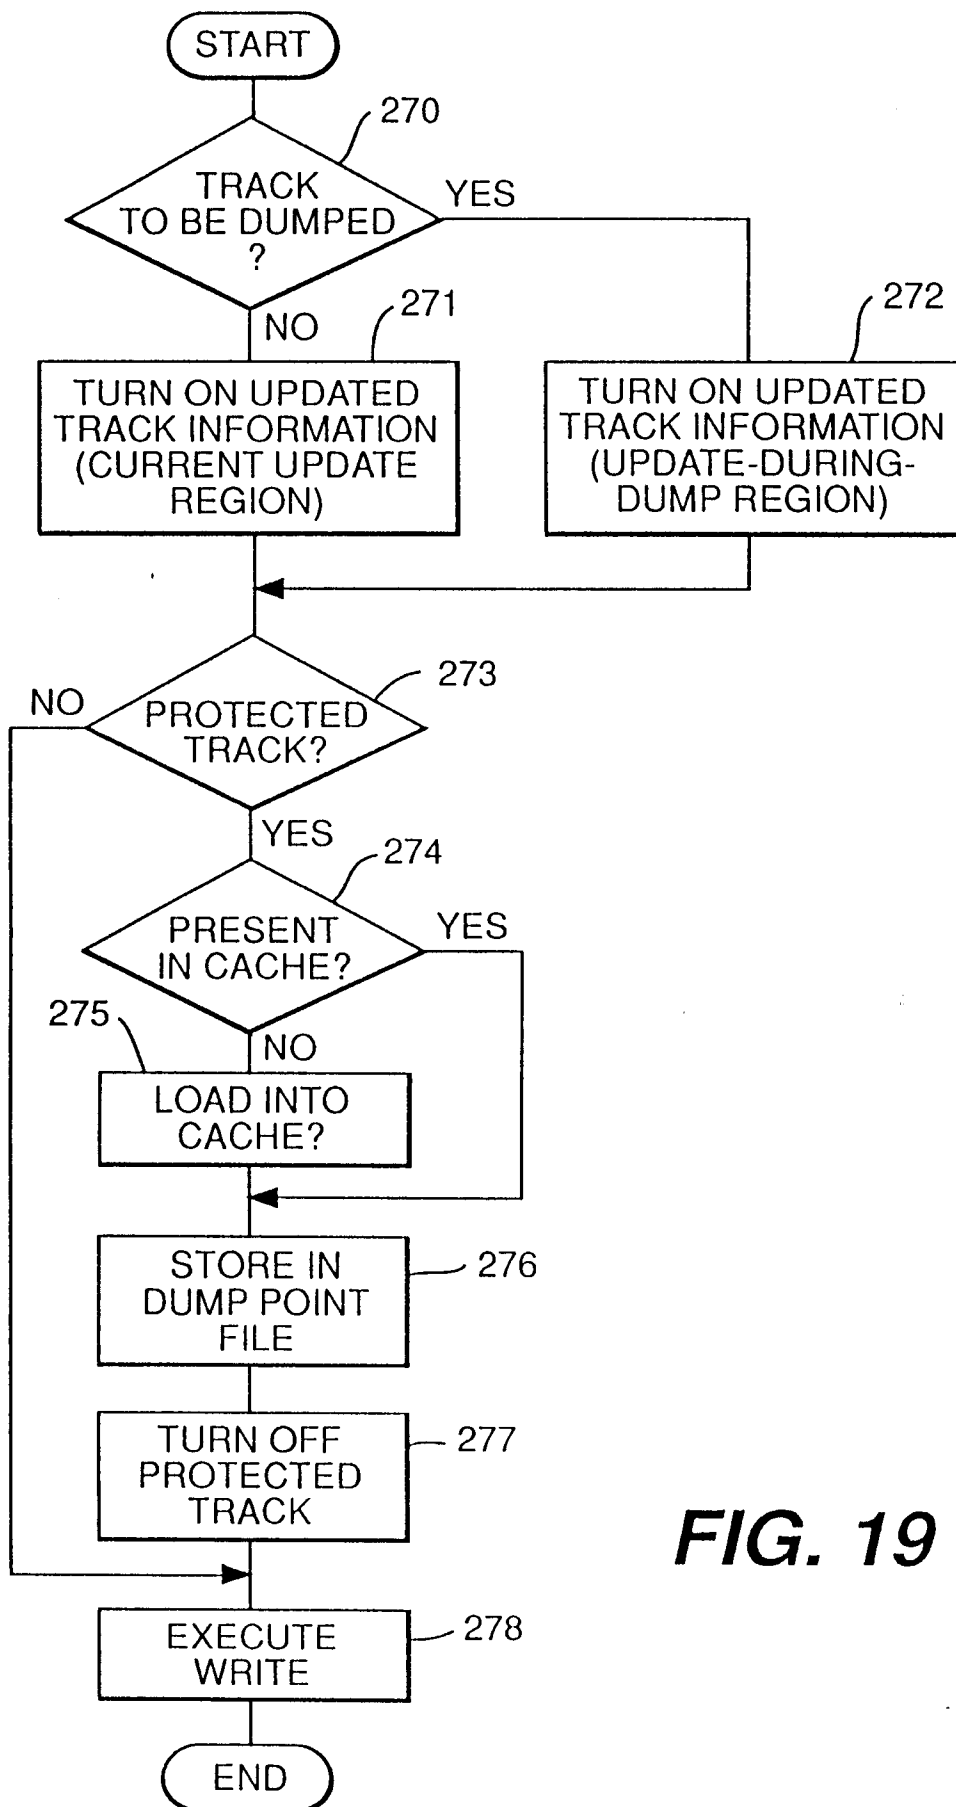 START
270
TRACK
TO BE DUMPED
?
YES
NO
271
272
TURN ON UPDATED
TRACK INFORMATION
(CURRENT UPDATE
REGION)
TURN ON UPDATED
TRACK INFORMATION
(UPDATE-DURING-
DUMP REGION)
273
NO
PROTECTED
TRACK?
YES
274
PRESENT
IN CACHE?
YES
275
NO
LOAD INTO
CACHE?
STORE IN
DUMP POINT
FILE
276
TURN OFF
PROTECTED
TRACK
277
FIG. 19
EXECUTE
WRITE
278
END